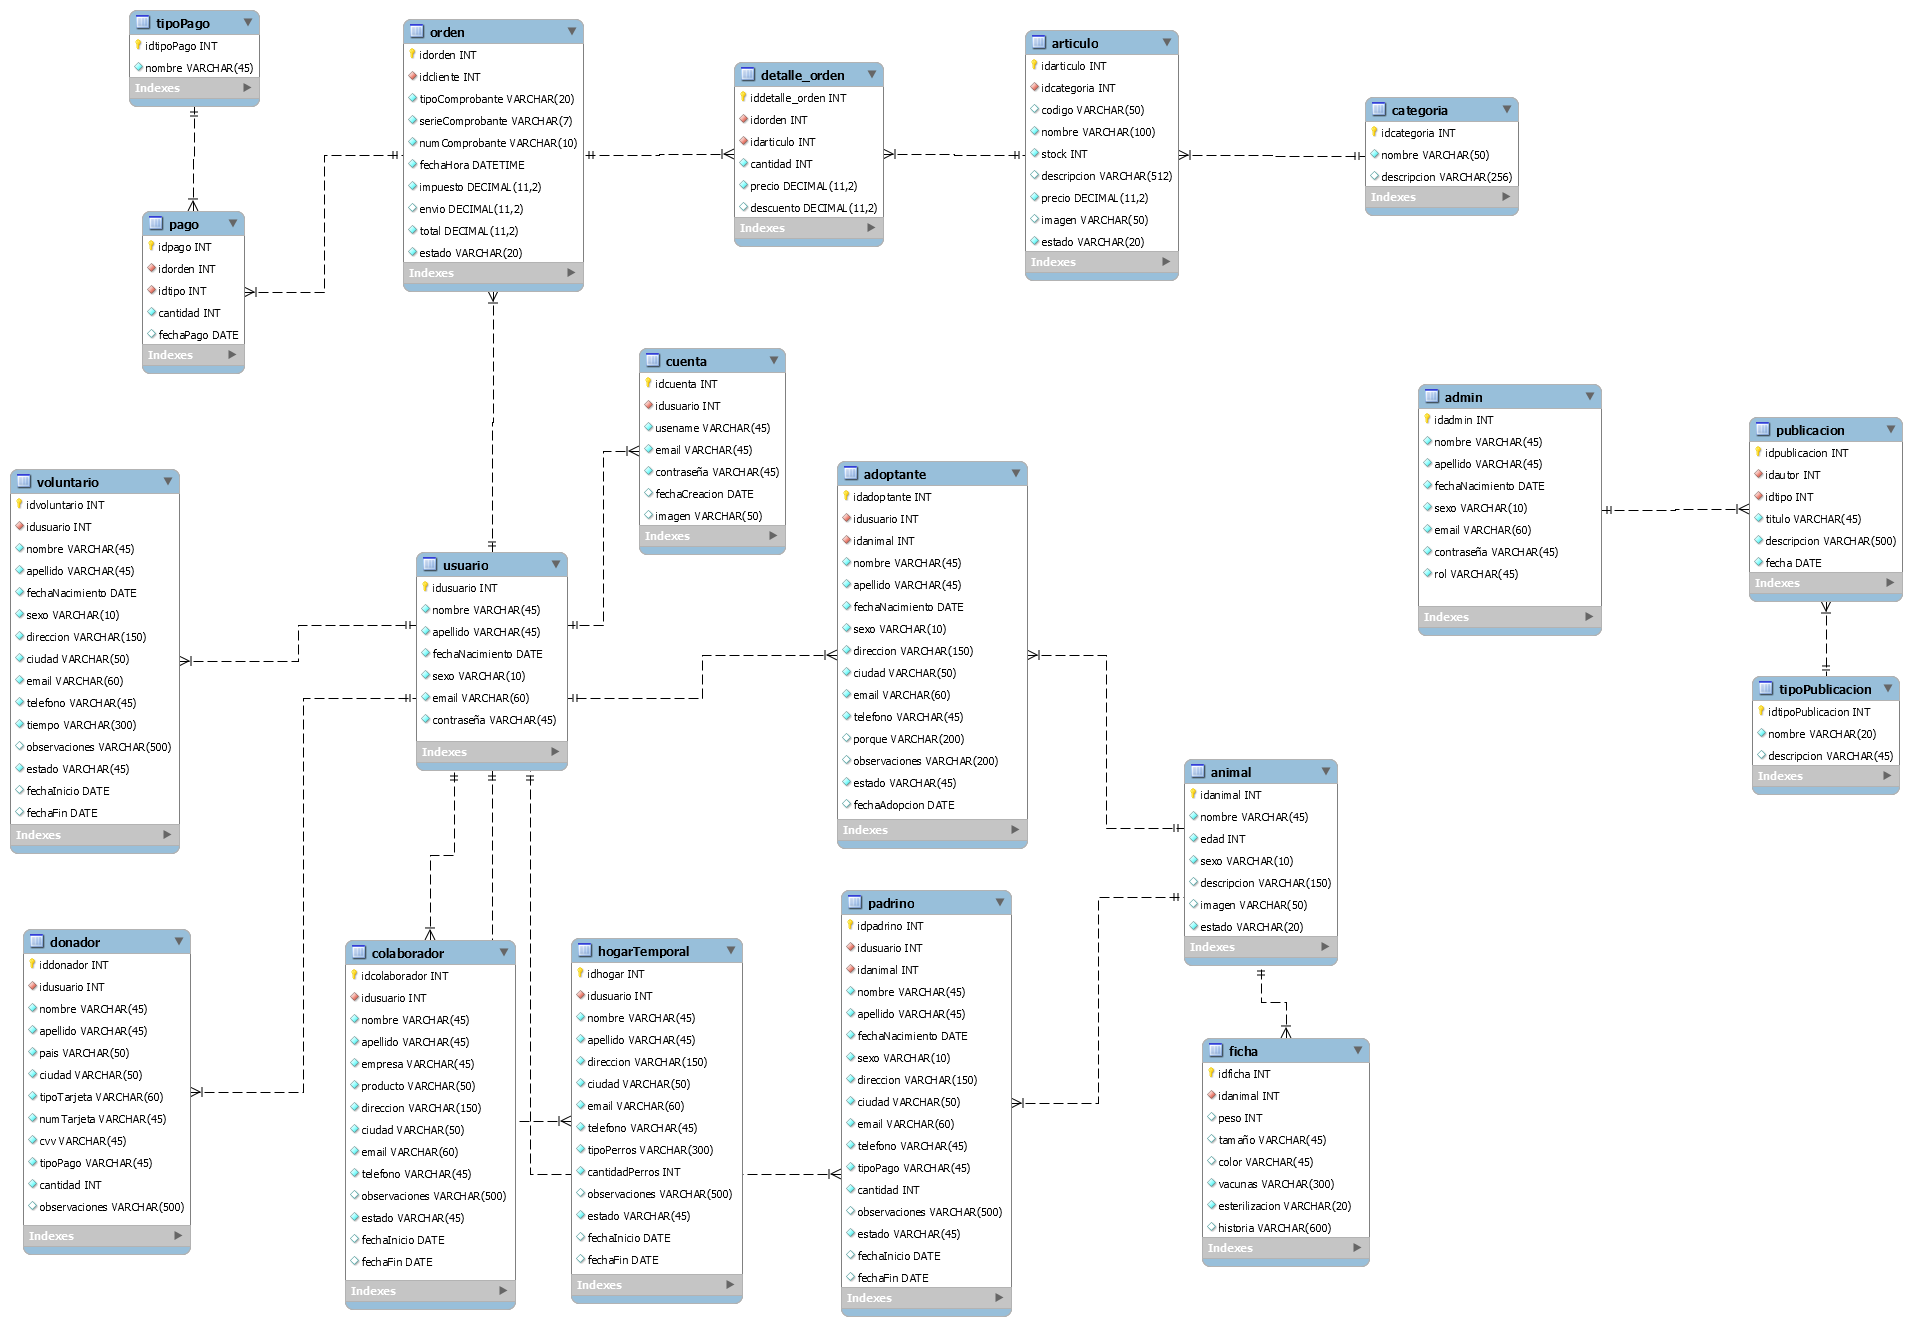 tipoPago
idtipoPago INT
nombre VARCHAR(45)
Indexes
orden
idorden INT
idcliente INT
tipoComprobante VARCHAR(20)
serieComprobante VARCHAR(7)
numComprobante VARCHAR(10)
fechaHora DATETIME
impuesto DECIMAL(11,2)
envio DECIMAL(11,2)
total DECIMAL(11,2)
estado VARCHAR(20)
Indexes
detalle_orden
iddetalle_orden INT
idorden INT
idarticulo INT
cantidad INT
precio DECIMAL(11,2)
descuento DECIMAL(11,2)
Indexes
articulo
idarticulo INT
idcategoria INT
codigo VARCHAR(50)
nombre VARCHAR(100)
stock INT
descripcion VARCHAR(512)
precio DECIMAL(11,2)
imagen VARCHAR(50)
estado VARCHAR(20)
Indexes
categoria
idcategoria INT
nombre VARCHAR(50)
descripcion VARCHAR(256)
Indexes
pago
idpago INT
idorden INT
idtipo INT
cantidad INT
fechaPago DATE
Indexes
cuenta
idcuenta INT
idusuario INT
usename VARCHAR(45)
email VARCHAR(45)
contraseña VARCHAR(45)
fechaCreacion DATE
imagen VARCHAR(50)
Indexes
admin
idadmin INT
nombre VARCHAR(45)
apellido VARCHAR(45)
fechaNacimiento DATE
sexo VARCHAR(10)
email VARCHAR(60)
contraseña VARCHAR(45)
rol VARCHAR(45)
Indexes
publicacion
idpublicacion INT
idautor INT
idtipo INT
titulo VARCHAR(45)
descripcion VARCHAR(500)
fecha DATE
Indexes
voluntario
idvoluntario INT
idusuario INT
nombre VARCHAR(45)
apellido VARCHAR(45)
fechaNacimiento DATE
sexo VARCHAR(10)
direccion VARCHAR(150)
ciudad VARCHAR(50)
email VARCHAR(60)
telefono VARCHAR(45)
tiempo VARCHAR(300)
observaciones VARCHAR(500)
estado VARCHAR(45)
fechaInicio DATE
fechaFin DATE
Indexes
usuario
idusuario INT
nombre VARCHAR(45)
apellido VARCHAR(45)
fechaNacimiento DATE
sexo VARCHAR(10)
email VARCHAR(60)
contraseña VARCHAR(45)
Indexes
adoptante
idadoptante INT
idusuario INT
idanimal INT
nombre VARCHAR(45)
apellido VARCHAR(45)
fechaNacimiento DATE
sexo VARCHAR(10)
direccion VARCHAR(150)
ciudad VARCHAR(50)
email VARCHAR(60)
telefono VARCHAR(45)
porque VARCHAR(200)
observaciones VARCHAR(200)
estado VARCHAR(45)
fechaAdopcion DATE
Indexes
tipoPublicacion
idtipoPublicacion INT
nombre VARCHAR(20)
descripcion VARCHAR(45)
Indexes
animal
idanimal INT
nombre VARCHAR(45)
edad INT
sexo VARCHAR(10)
descripcion VARCHAR(150)
imagen VARCHAR(50)
estado VARCHAR(20)
Indexes
donador
iddonador INT
idusuario INT
nombre VARCHAR(45)
apellido VARCHAR(45)
pais VARCHAR(50)
ciudad VARCHAR(50)
tipoTarjeta VARCHAR(60)
numTarjeta VARCHAR(45)
cvv VARCHAR(45)
tipoPago VARCHAR(45)
cantidad INT
observaciones VARCHAR(500)
Indexes
colaborador
idcolaborador INT
idusuario INT
nombre VARCHAR(45)
apellido VARCHAR(45)
empresa VARCHAR(45)
producto VARCHAR(50)
direccion VARCHAR(150)
ciudad VARCHAR(50)
email VARCHAR(60)
telefono VARCHAR(45)
observaciones VARCHAR(500)
estado VARCHAR(45)
fechaInicio DATE
fechaFin DATE
Indexes
hogarTemporal
idhogar INT
idusuario INT
nombre VARCHAR(45)
apellido VARCHAR(45)
direccion VARCHAR(150)
ciudad VARCHAR(50)
email VARCHAR(60)
telefono VARCHAR(45)
tipoPerros VARCHAR(300)
cantidadPerros INT
observaciones VARCHAR(500)
estado VARCHAR(45)
fechaInicio DATE
fechaFin DATE
Indexes
padrino
idpadrino INT
idusuario INT
idanimal INT
nombre VARCHAR(45)
apellido VARCHAR(45)
fechaNacimiento DATE
sexo VARCHAR(10)
direccion VARCHAR(150)
ciudad VARCHAR(50)
email VARCHAR(60)
telefono VARCHAR(45)
tipoPago VARCHAR(45)
cantidad INT
observaciones VARCHAR(500)
estado VARCHAR(45)
fechaInicio DATE
fechaFin DATE
Indexes
ficha
idficha INT
idanimal INT
peso INT
tamaño VARCHAR(45)
color VARCHAR(45)
vacunas VARCHAR(300)
esterilizacion VARCHAR(20)
historia VARCHAR(600)
Indexes